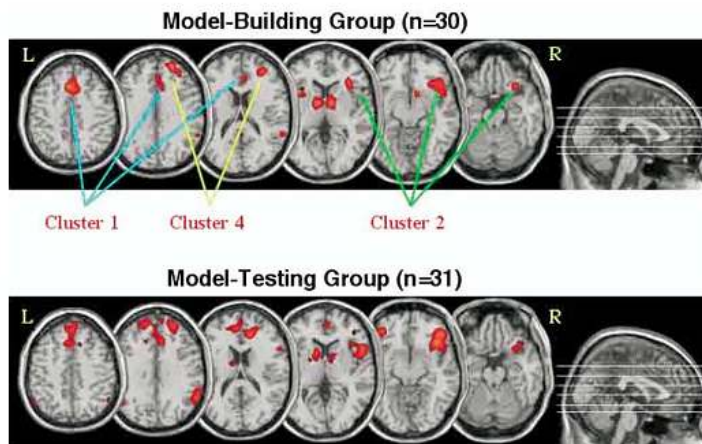 Model-Building Group (n=30)
L R
Cluster 1 Cluster 4 Cluster 2
Model-Testing Group (n=31)
L R